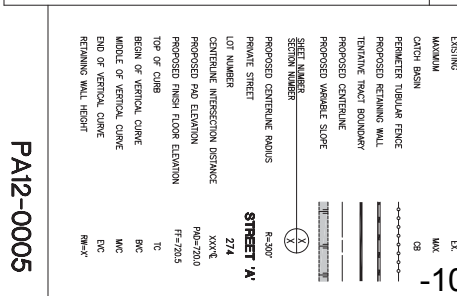 EXISTING EX.
MAXIMUM MAX.
CATCH BASIN CB
PERIMETER TUBULAR FENCE
PROPOSED RETAINING WALL
TENTATIVE TRACT BOUNDARY
PROPOSED CENTERLINE
PROPOSED VARIABLE SLOPE
SHEET NUMBER X
SECTION NUMBER X
PROPOSED CENTERLINE RADIUS R=300'
PRIVATE STREET STREET 'A'
LOT NUMBER 274
CENTERLINE INTERSECTION DISTANCE XXX'℄
PROPOSED PAD ELEVATION PAD=720.0
PROPOSED FINISH FLOOR ELEVATION FF=720.5
TOP OF CURB TC
BEGIN OF VERTICAL CURVE BVC
MIDDLE OF VERTICAL CURVE MVC
END OF VERTICAL CURVE EVC
RETAINING WALL HEIGHT RW=X'
PA12-0005
-10